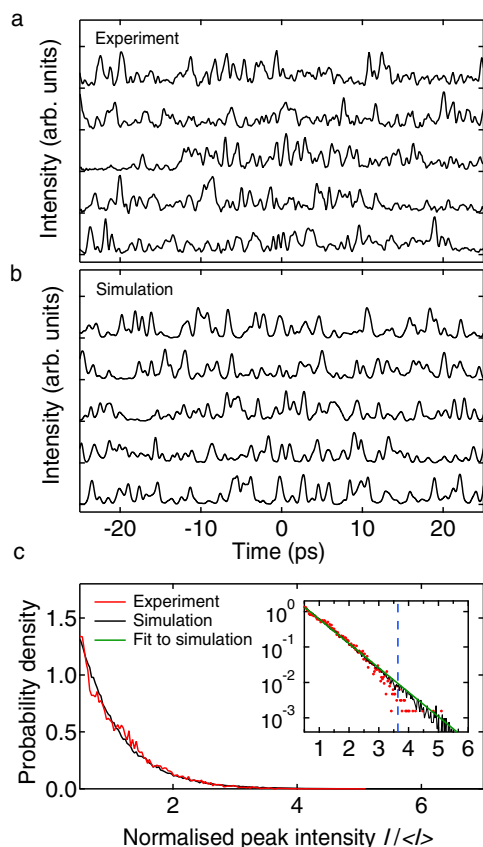 a
Experiment
Intensity (arb. units)
b
Simulation
Intensity (arb. units)
-20 -10 0 10 20
Time (ps)
c
Probability density
1.5
1.0
0.5
0.0
Experiment
Simulation
Fit to simulation
10^0
10^-1
10^-2
10^-3
1 2 3 4 5 6
2 4 6
Normalised peak intensity I/<I>